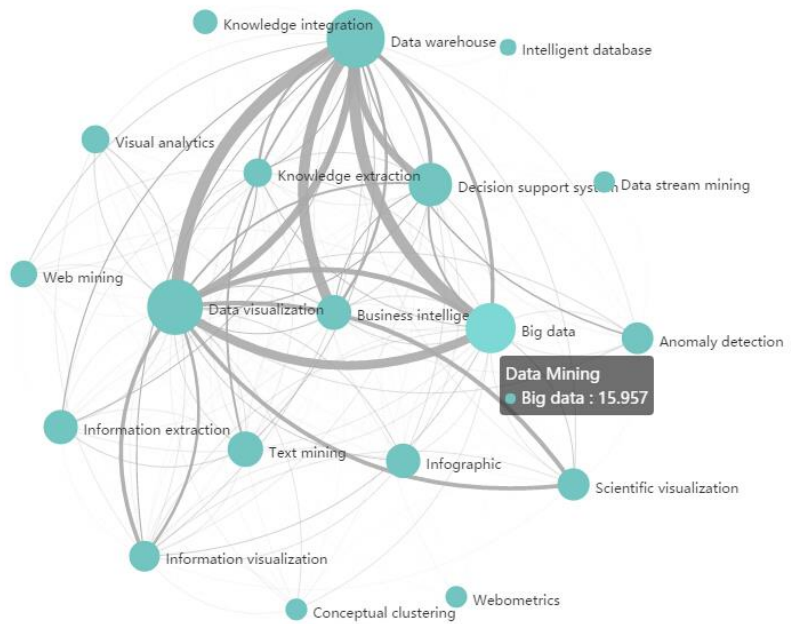 Knowledge integration
Data warehouse
Intelligent database
Visual analytics
Knowledge extraction
Decision support system
Data stream mining
Web mining
Data visualization
Business intellige
Big data
Anomaly detection
Data Mining
Big data : 15.957
Information extraction
Text mining
Infographic
Scientific visualization
Information visualization
Webometrics
Conceptual clustering